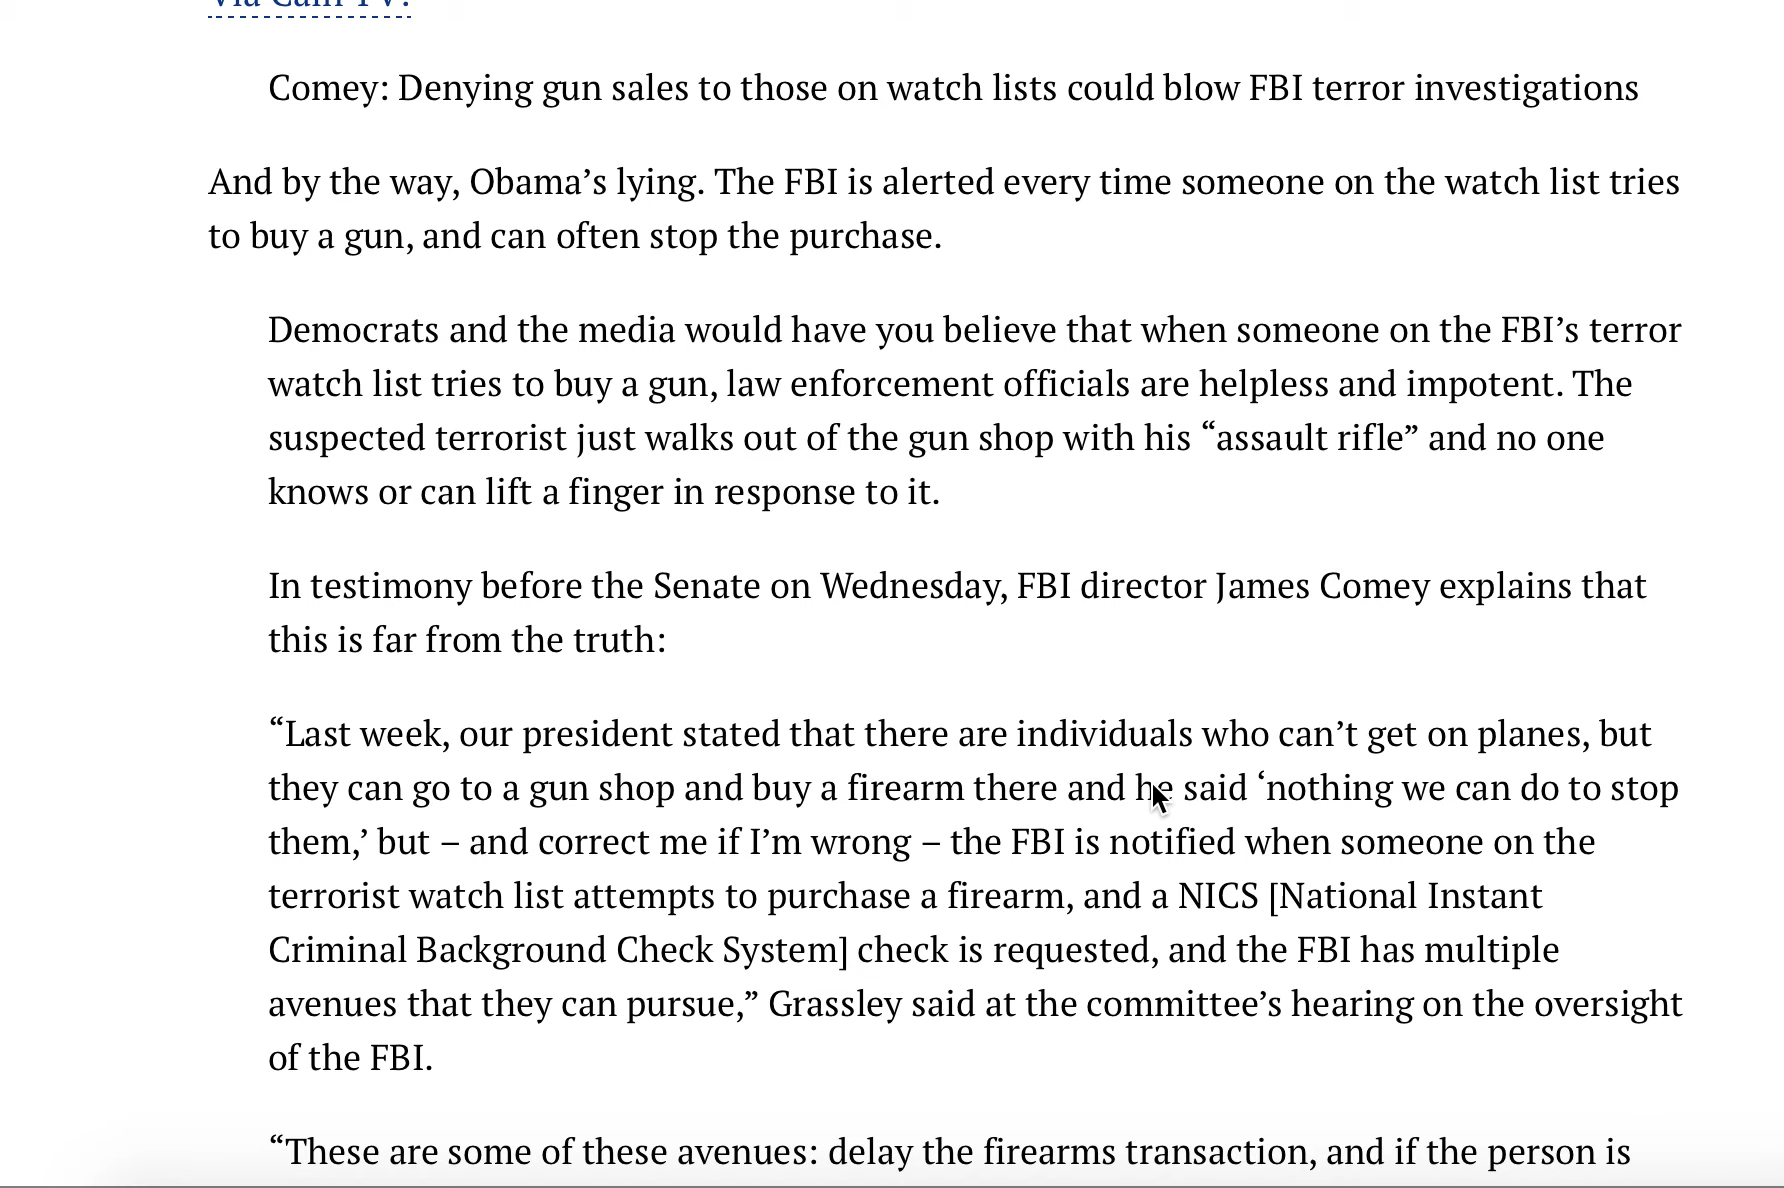 Via Cain TV:
Comey: Denying gun sales to those on watch lists could blow FBI terror investigations
And by the way, Obama’s lying. The FBI is alerted every time someone on the watch list tries
to buy a gun, and can often stop the purchase.
Democrats and the media would have you believe that when someone on the FBI’s terror
watch list tries to buy a gun, law enforcement officials are helpless and impotent. The
suspected terrorist just walks out of the gun shop with his “assault rifle” and no one
knows or can lift a finger in response to it.
In testimony before the Senate on Wednesday, FBI director James Comey explains that
this is far from the truth:
“Last week, our president stated that there are individuals who can’t get on planes, but
they can go to a gun shop and buy a firearm there and he said ‘nothing we can do to stop
them,’ but – and correct me if I’m wrong – the FBI is notified when someone on the
terrorist watch list attempts to purchase a firearm, and a NICS [National Instant
Criminal Background Check System] check is requested, and the FBI has multiple
avenues that they can pursue,” Grassley said at the committee’s hearing on the oversight
of the FBI.
“These are some of these avenues: delay the firearms transaction, and if the person is